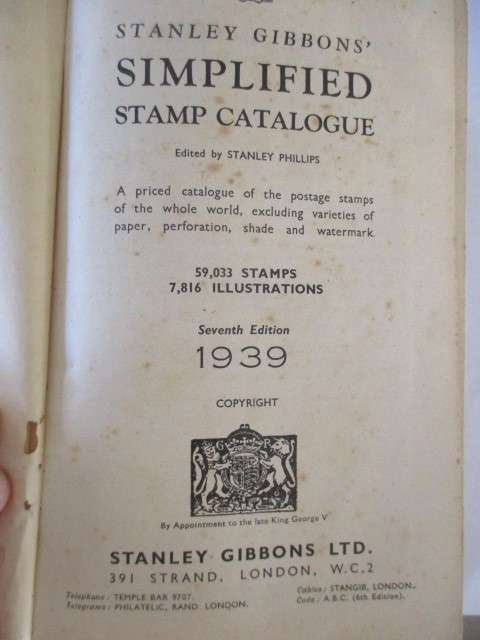 STANLEY GIBBONS'
SIMPLIFIED
STAMP CATALOGUE
Edited by STANLEY PHILLIPS
A priced catalogue of the postage stamps
of the whole world, excluding varieties of
paper, perforation, shade and watermark
59,033 STAMPS
7,816 ILLUSTRATIONS
Seventh Edition
1939
COPYRIGHT
G R
By Appointment to the late King George V
STANLEY GIBBONS LTD.
391 STRAND, LONDON, W.C.2
Telephone: TEMPLE BAR 9707.
Cables: STANGIB, LONDON.
Telegrams: PHILATELIC, RAND LONDON.
Code: A B.C. (6th Edition).